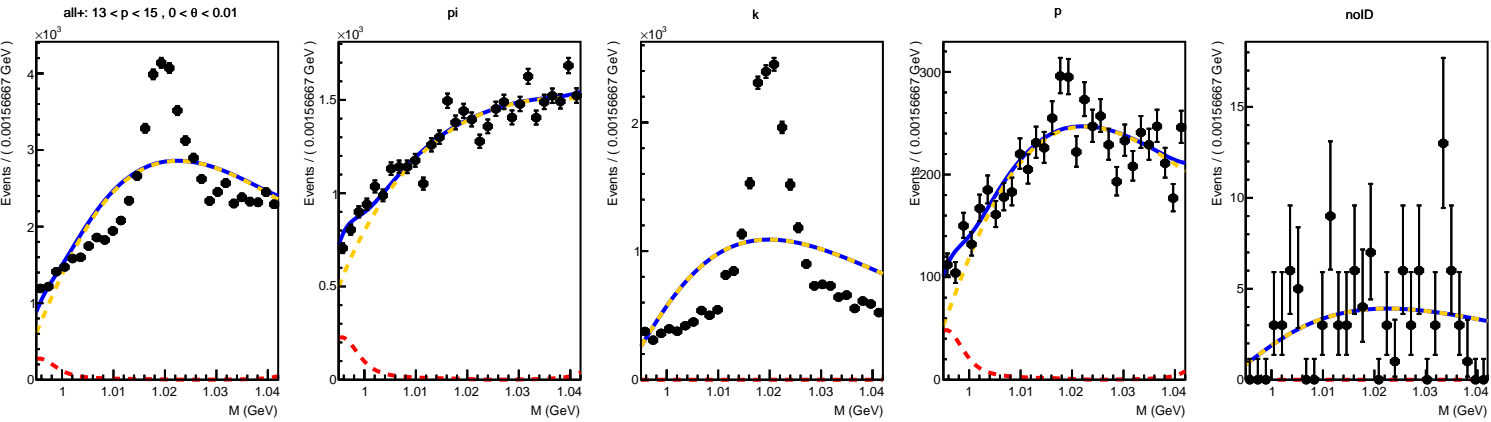 all+: 13 < p < 15 , 0 < θ < 0.01
×10³
Events / ( 0.00156667 GeV )
4
3
2
1
0
1 1.01 1.02 1.03 1.04
M (GeV)
pi
×10³
Events / ( 0.00156667 GeV )
1.5
1
0.5
0
1 1.01 1.02 1.03 1.04
M (GeV)
k
×10³
Events / ( 0.00156667 GeV )
2
1
0
1 1.01 1.02 1.03 1.04
M (GeV)
p
Events / ( 0.00156667 GeV )
300
200
100
0
1 1.01 1.02 1.03 1.04
M (GeV)
noID
Events / ( 0.00156667 GeV )
15
10
5
0
1 1.01 1.02 1.03 1.04
M (GeV)